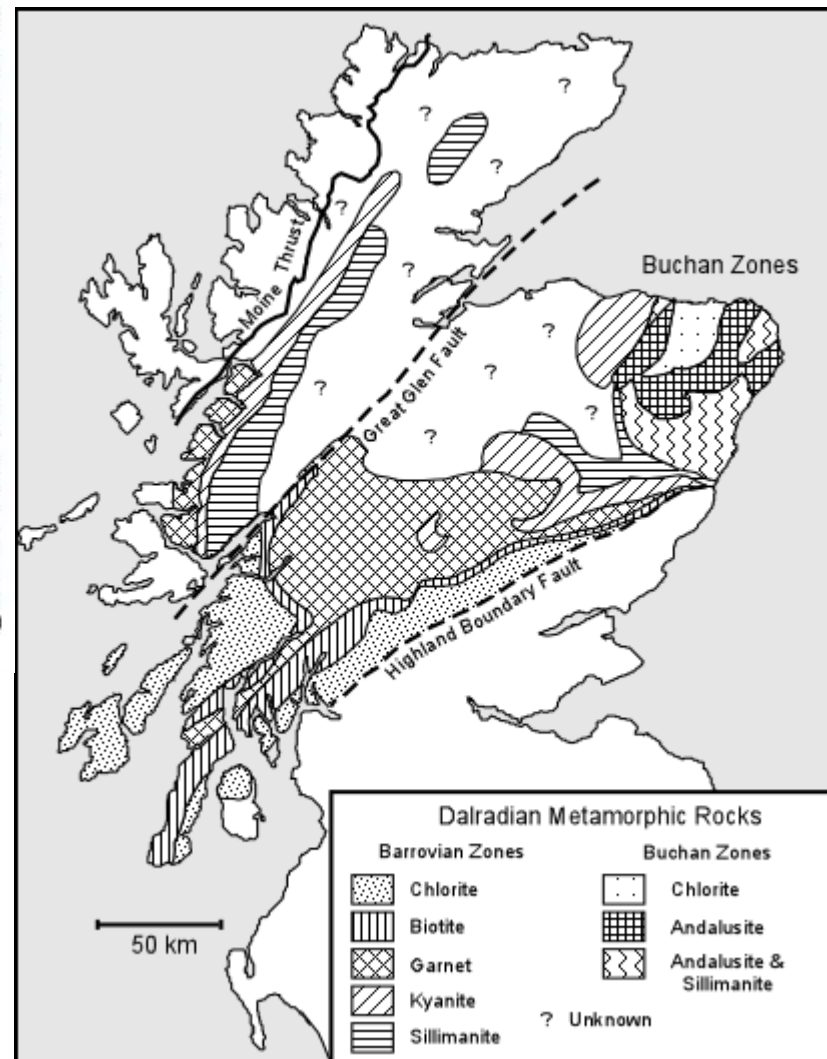 ?
?
?
?
?
Moine Thrust
Buchan Zones
?
Great Glen Fault
?
?
?
?
?
Highland Boundary Fault
50 km
Dalradian Metamorphic Rocks
Barrovian Zones
Buchan Zones
Chlorite
Chlorite
Biotite
Andalusite
Garnet
Andalusite &
Sillimanite
Kyanite
? Unknown
Sillimanite